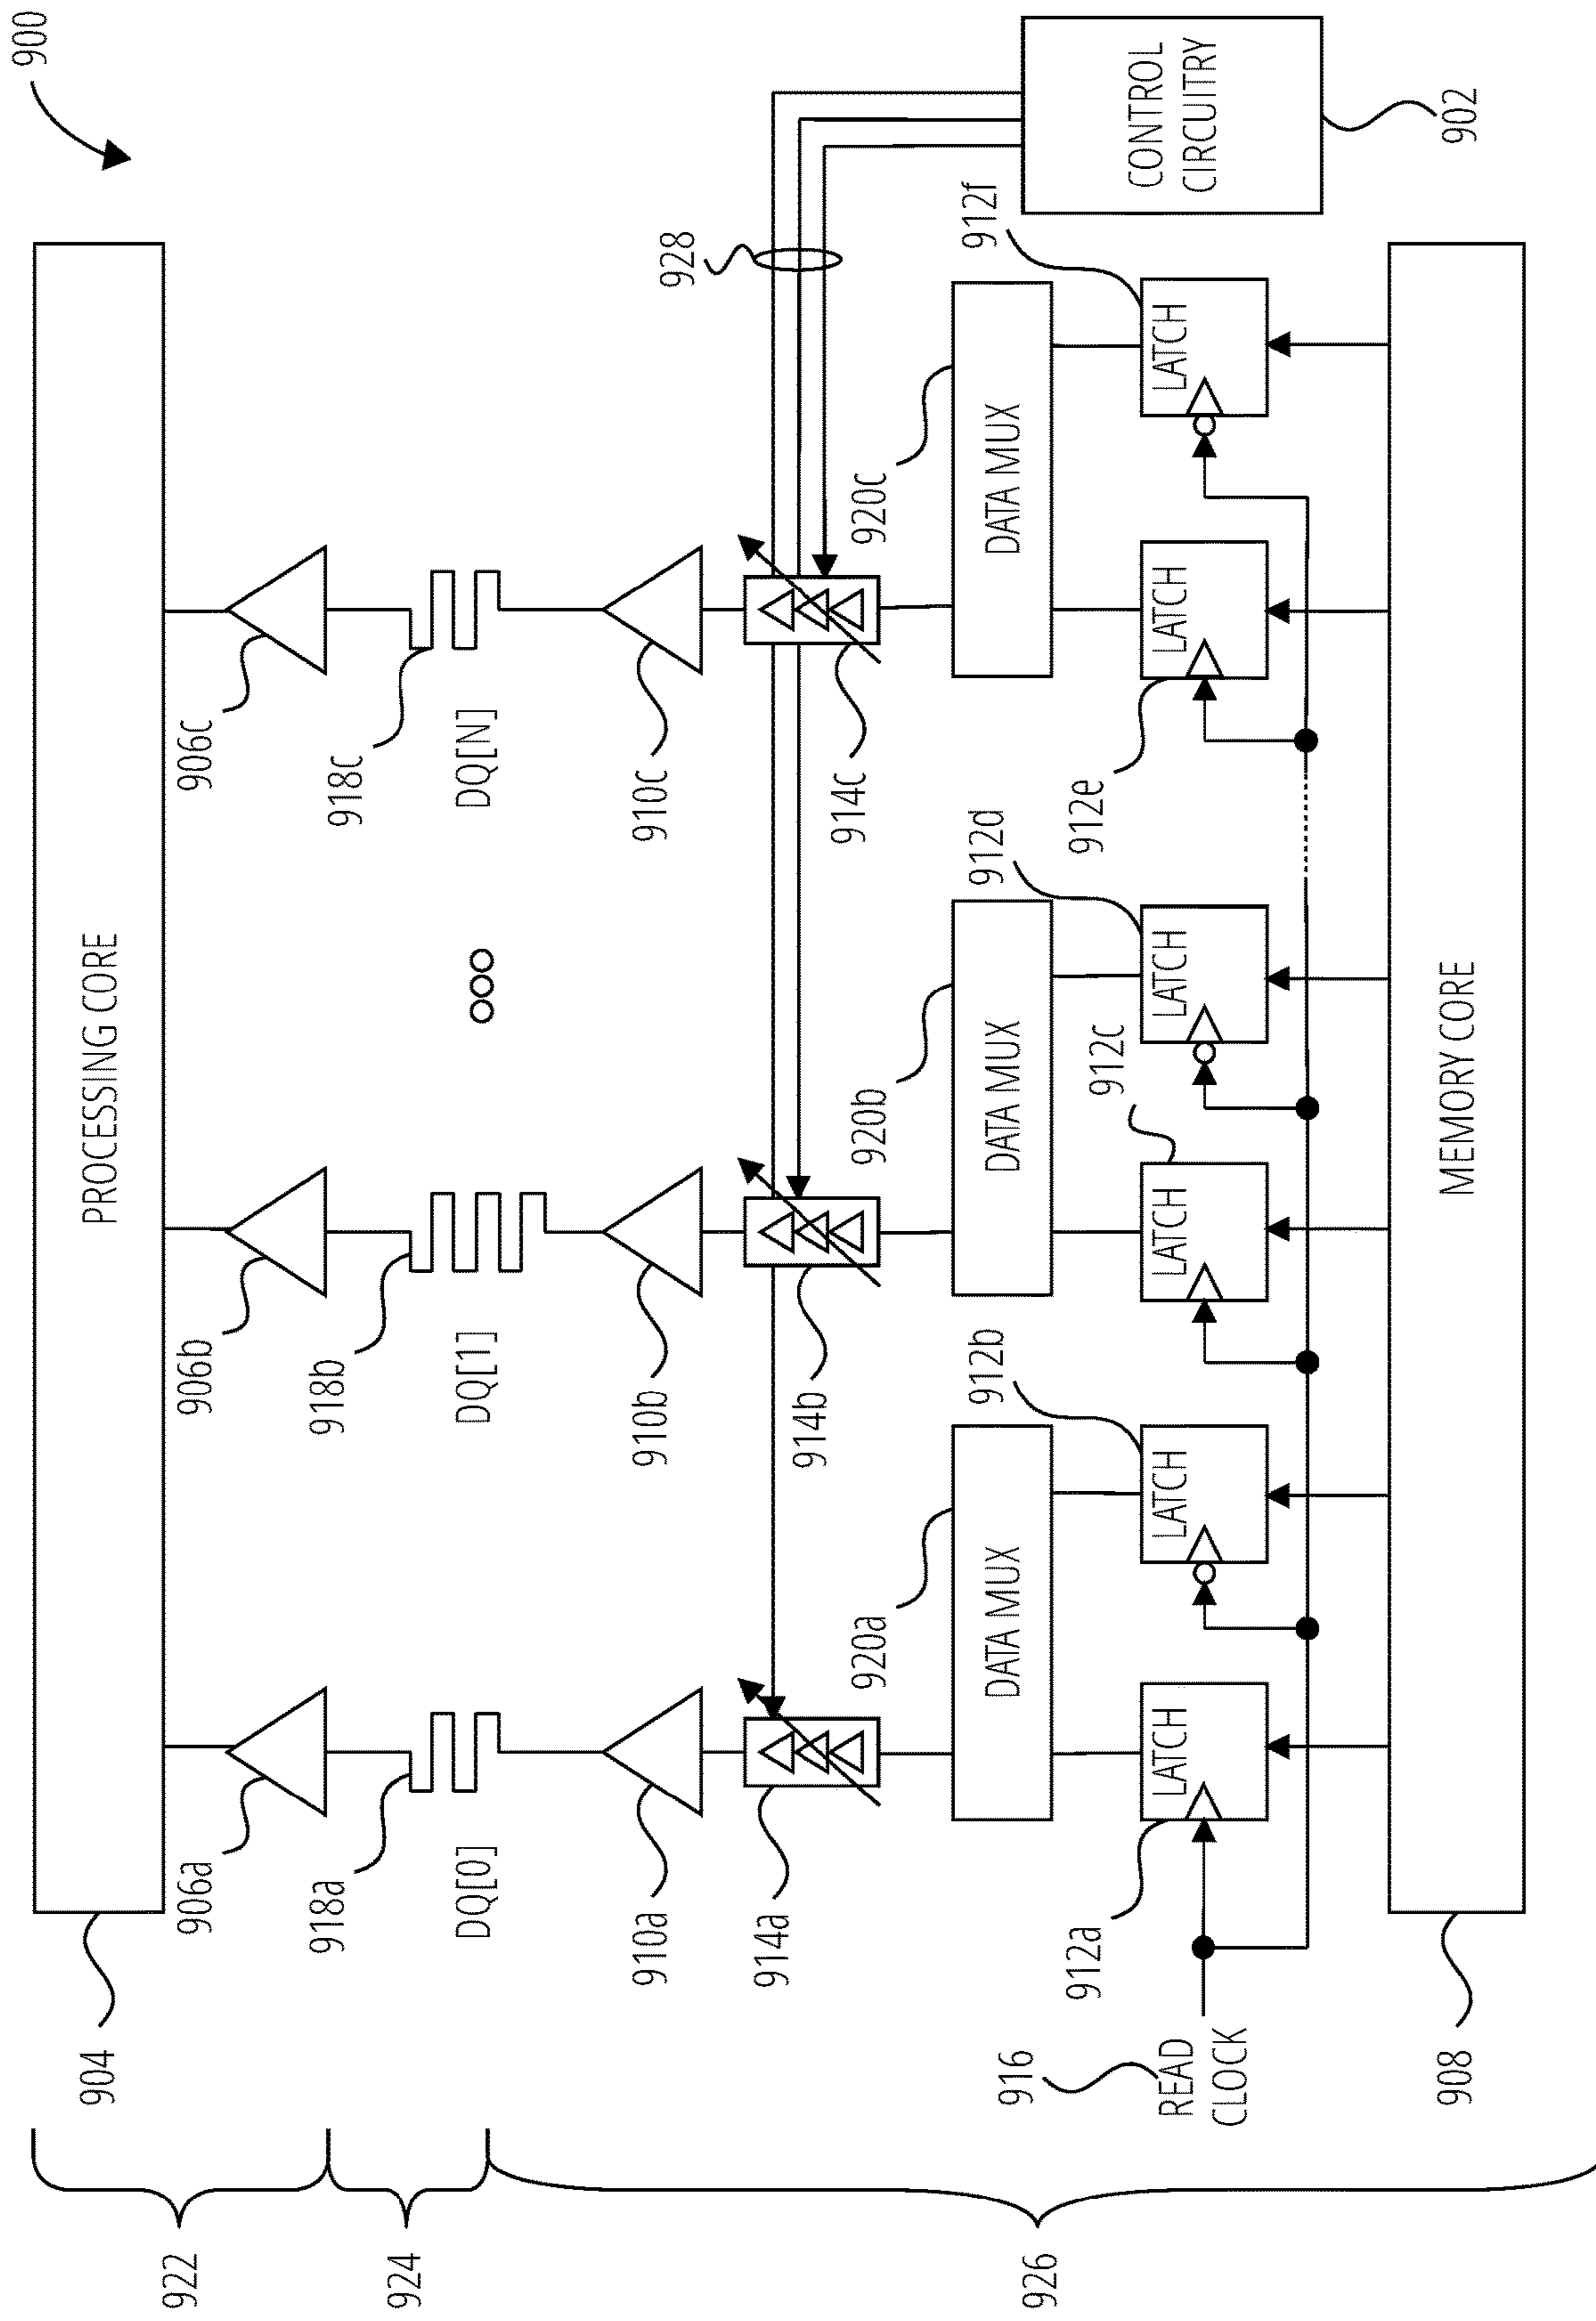 900
PROCESSING CORE
904
906a
906b
906c
918a
918b
918c
DQ[0]
DQ[1]
DQ[N]
910a
910b
910c
928
914a
914b
914c
CONTROL
CIRCUITRY
902
920a
920b
920c
DATA MUX
DATA MUX
DATA MUX
912a
912b
912c
912d
912e
912f
LATCH
LATCH
LATCH
LATCH
LATCH
LATCH
916
READ
CLOCK
MEMORY CORE
908
922
924
926